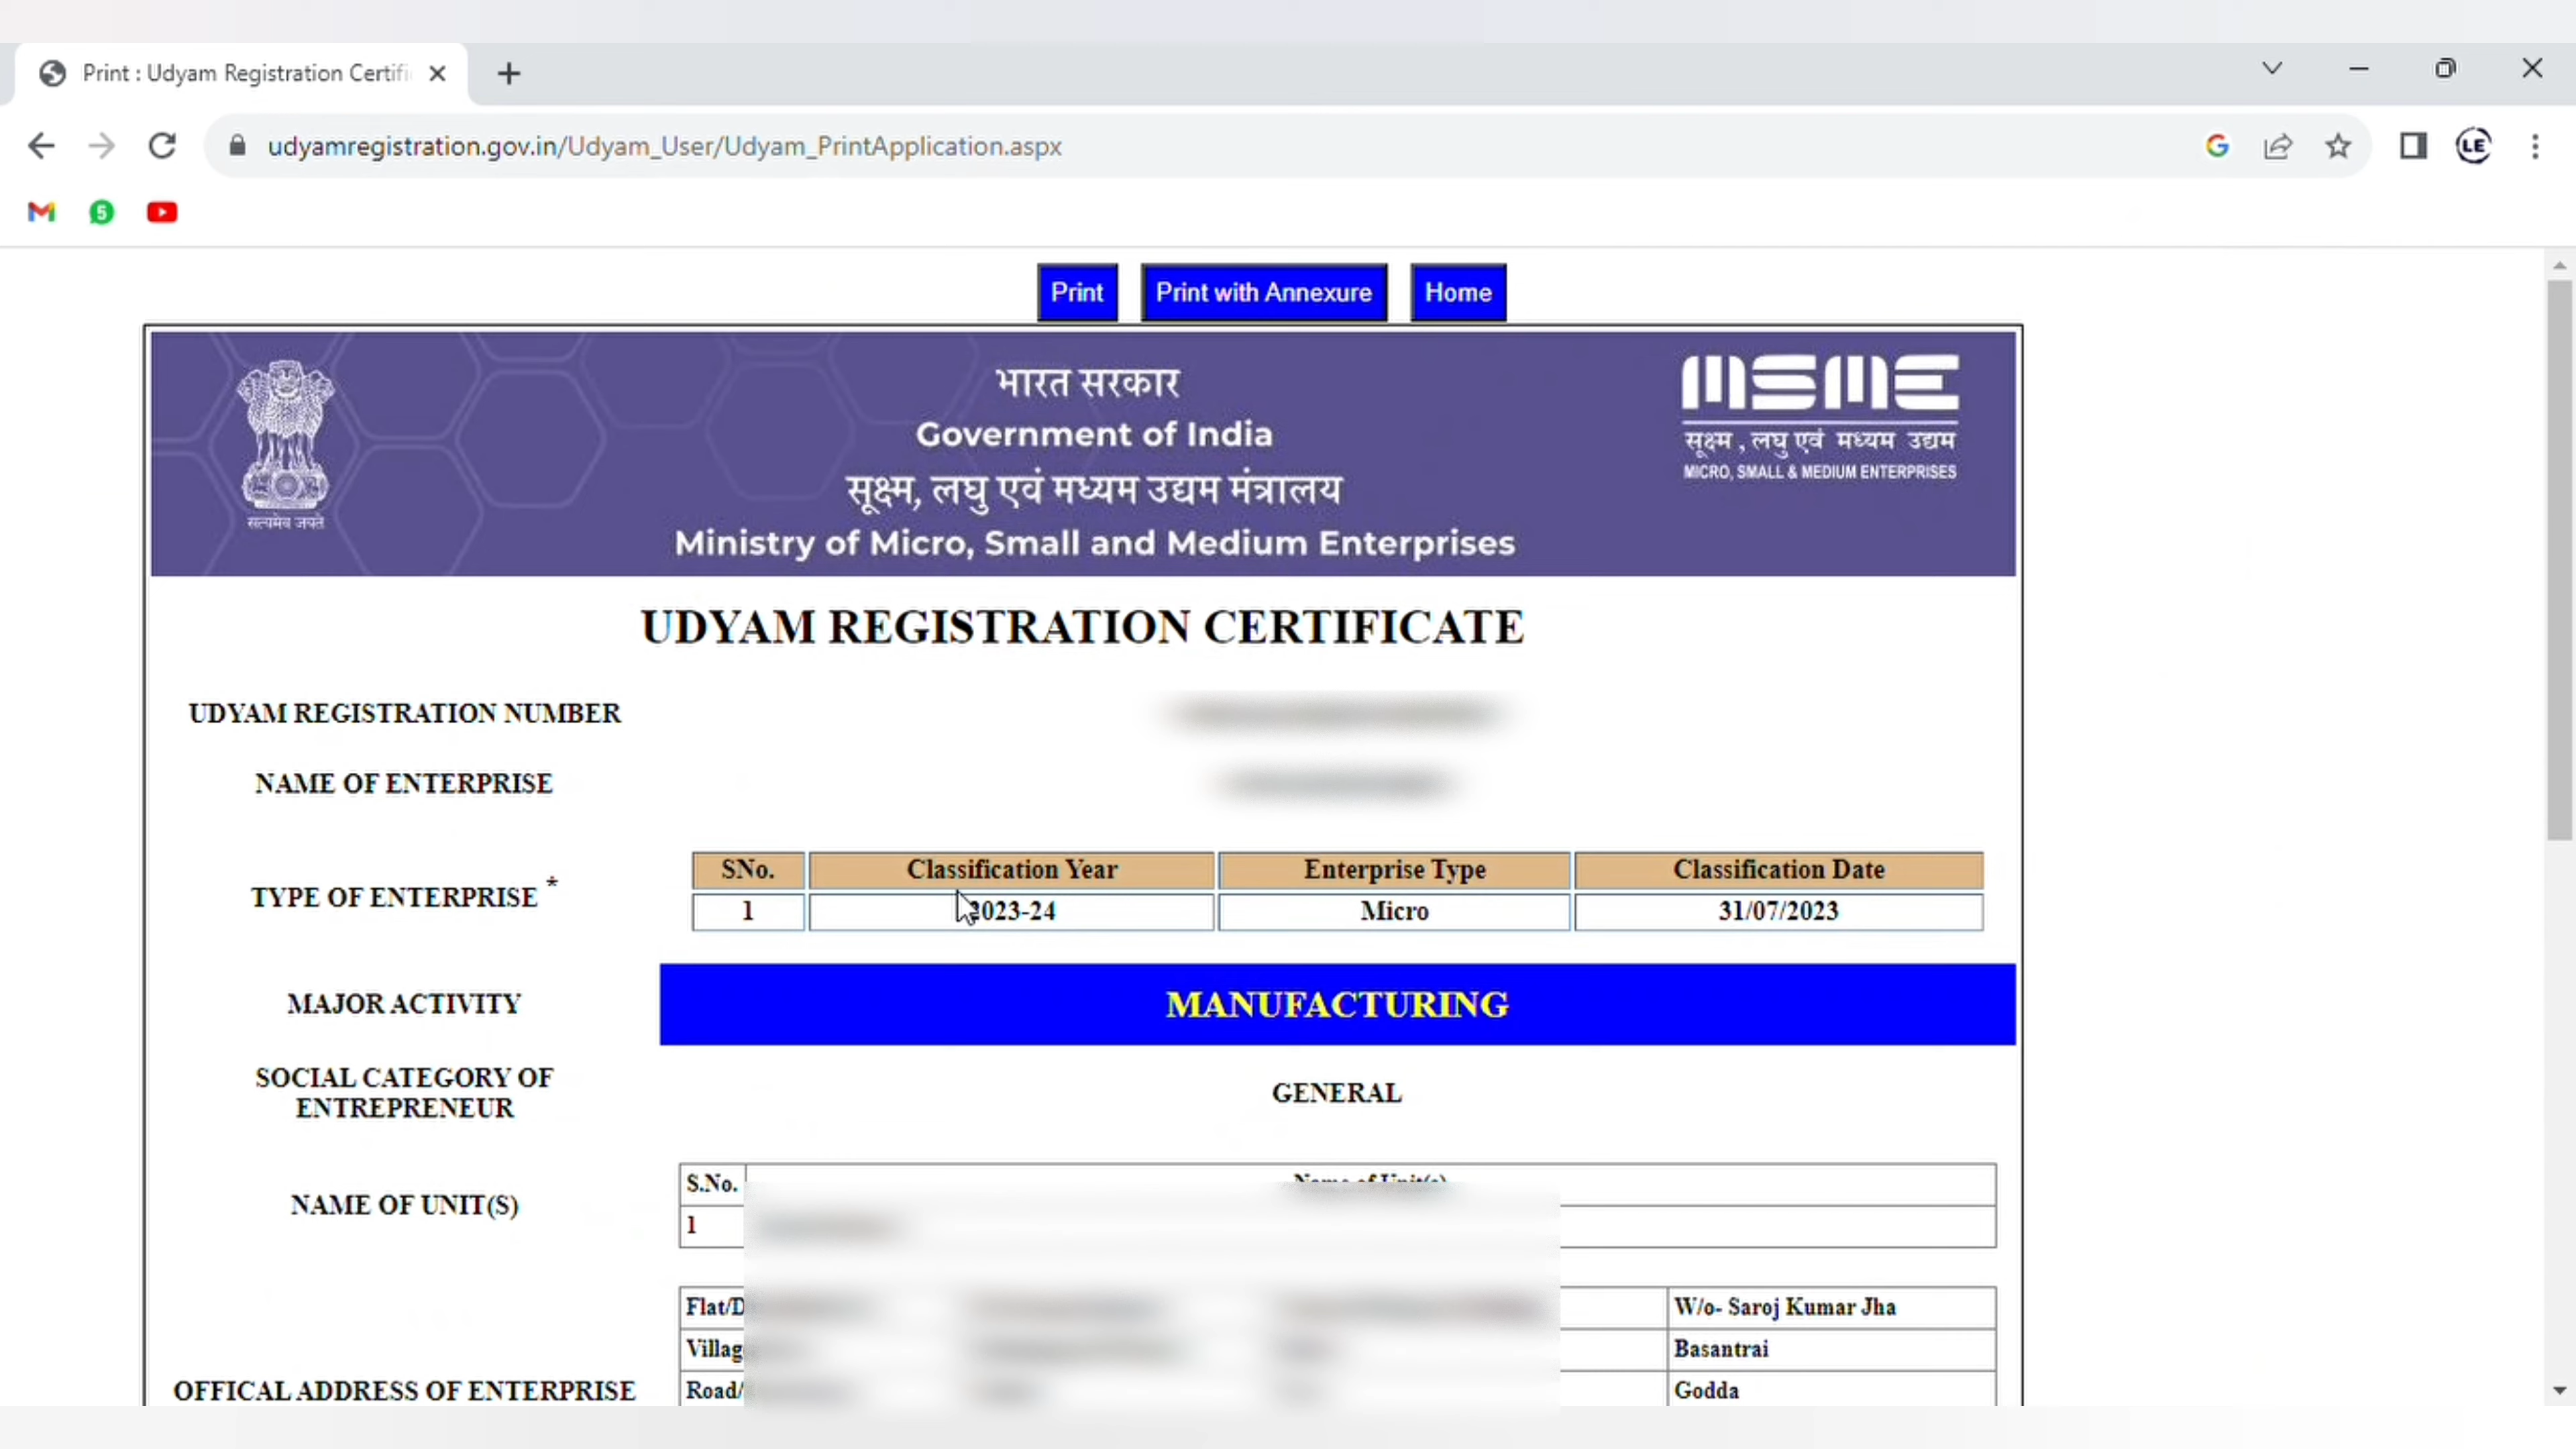 Print : Udyam Registration Certifi
udyamregistration.gov.in/Udyam_User/Udyam_PrintApplication.aspx
LE
5
Print Print with Annexure Home
सत्यमेव जयते
भारत सरकार
Government of India
सूक्ष्म, लघु एवं मध्यम उद्यम मंत्रालय
Ministry of Micro, Small and Medium Enterprises
MSME
सूक्ष्म , लघु एवं मध्यम उद्यम
MICRO, SMALL & MEDIUM ENTERPRISES
UDYAM REGISTRATION CERTIFICATE
UDYAM REGISTRATION NUMBER
NAME OF ENTERPRISE
TYPE OF ENTERPRISE *
SNo. Classification Year Enterprise Type Classification Date
1 2023-24 Micro 31/07/2023
MAJOR ACTIVITY MANUFACTURING
SOCIAL CATEGORY OF
ENTREPRENEUR
GENERAL
NAME OF UNIT(S)
S.No. Name of Unit(s)
1
OFFICAL ADDRESS OF ENTERPRISE
Flat/D W/o- Saroj Kumar Jha
Villag Basantrai
Road/ Godda